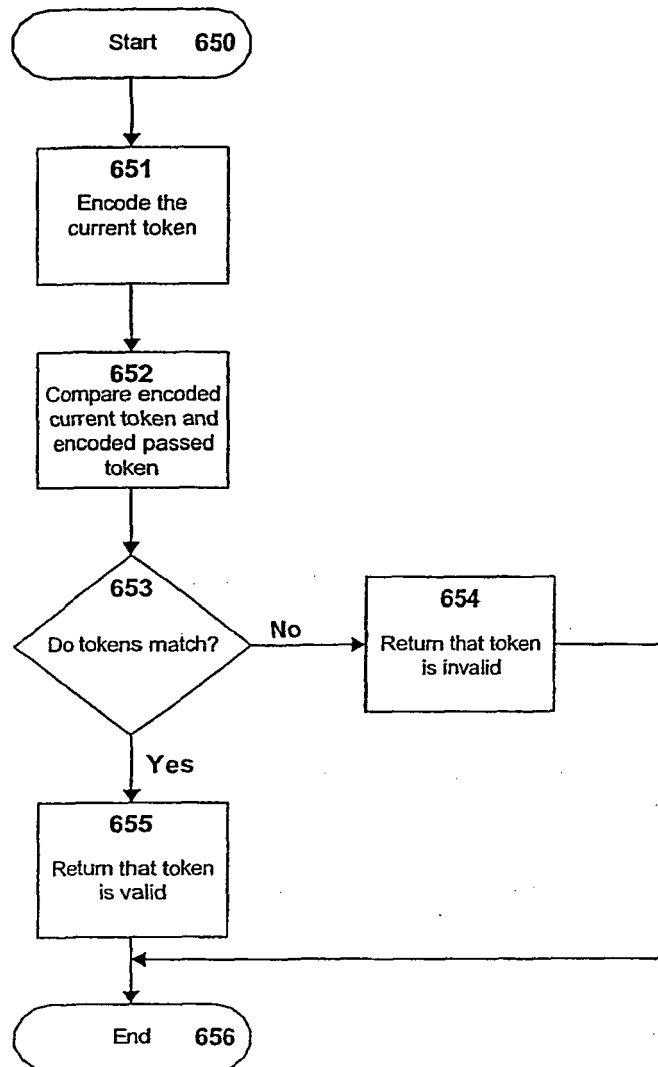 Start 650
651
Encode the
current token
652
Compare encoded
current token and
encoded passed
token
653
Do tokens match?
No
654
Return that token
is invalid
Yes
655
Return that token
is valid
End 656